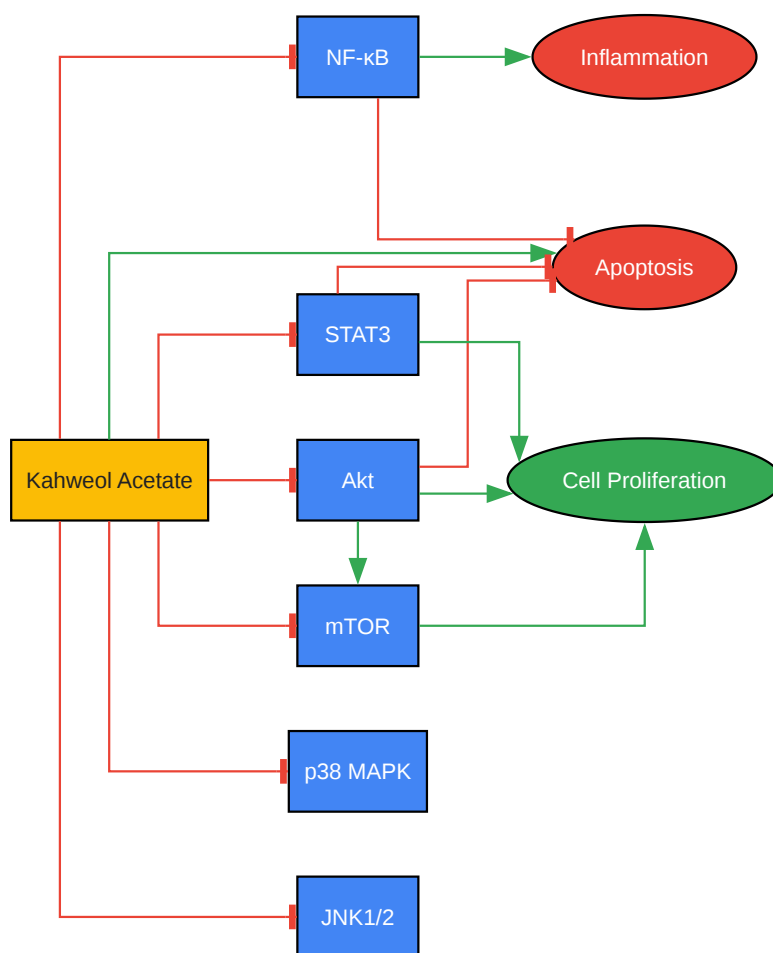 NF-κB
Inflammation
Apoptosis
STAT3
Kahweol Acetate
Akt
Cell Proliferation
mTOR
p38 MAPK
JNK1/2